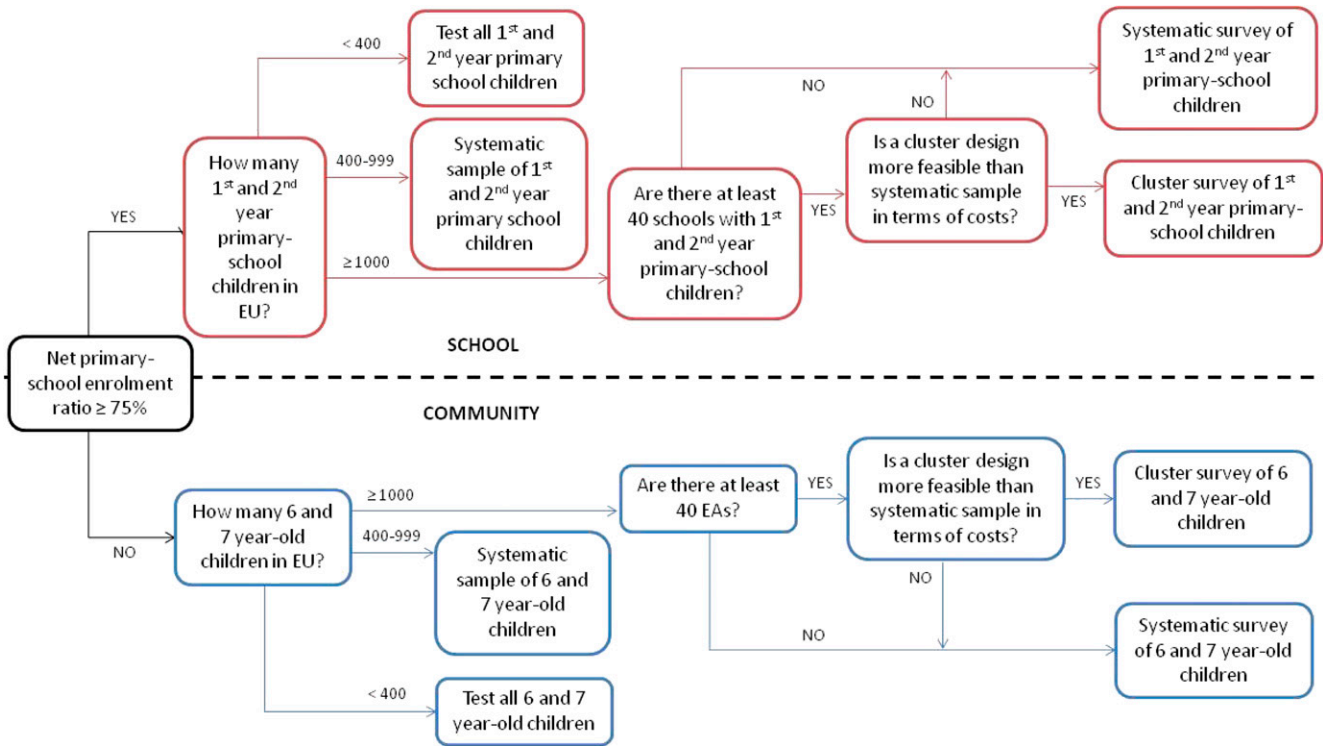 Test all 1st and
2nd year primary
school children
< 400
Systematic survey of
1st and 2nd year
primary-school
children
NO
NO
How many
1st and 2nd
year
primary-
school
children in
EU?
400-999
Systematic
sample of 1st
and 2nd year
primary school
children
Are there at least
40 schools with 1st
and 2nd year
primary-school
children?
YES
Is a cluster design
more feasible than
systematic sample
in terms of costs?
YES
Cluster survey of 1st
and 2nd year primary-
school children
YES
≥1000
SCHOOL
Net primary-
school enrolment
ratio ≥ 75%
COMMUNITY
NO
How many 6 and
7 year-old
children in EU?
≥1000
400-999
Are there at least
40 EAs?
YES
Is a cluster design
more feasible than
systematic sample in
terms of costs?
YES
Cluster survey of 6
and 7 year-old
children
Systematic
sample of 6 and
7 year-old
children
NO
NO
Systematic survey
of 6 and 7 year-old
children
< 400
Test all 6 and 7
year-old children